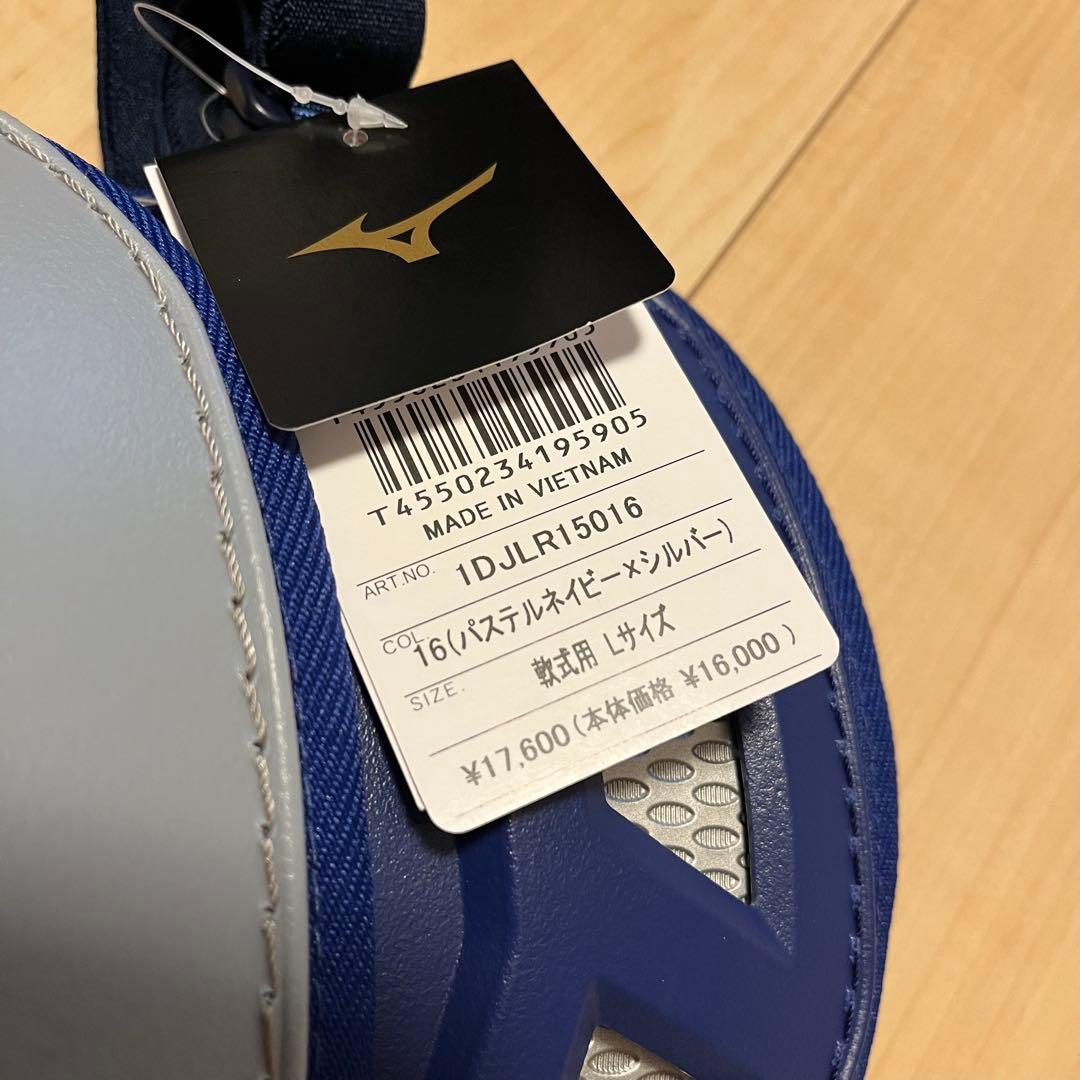 T4550234195905
MADE IN VIETNAM
ART.NO. 1DJLR15016
COL. 16(パステルネイビー×シルバー)
SIZE. 軟式用 Lサイズ
¥17,600(本体価格 ¥16,000)